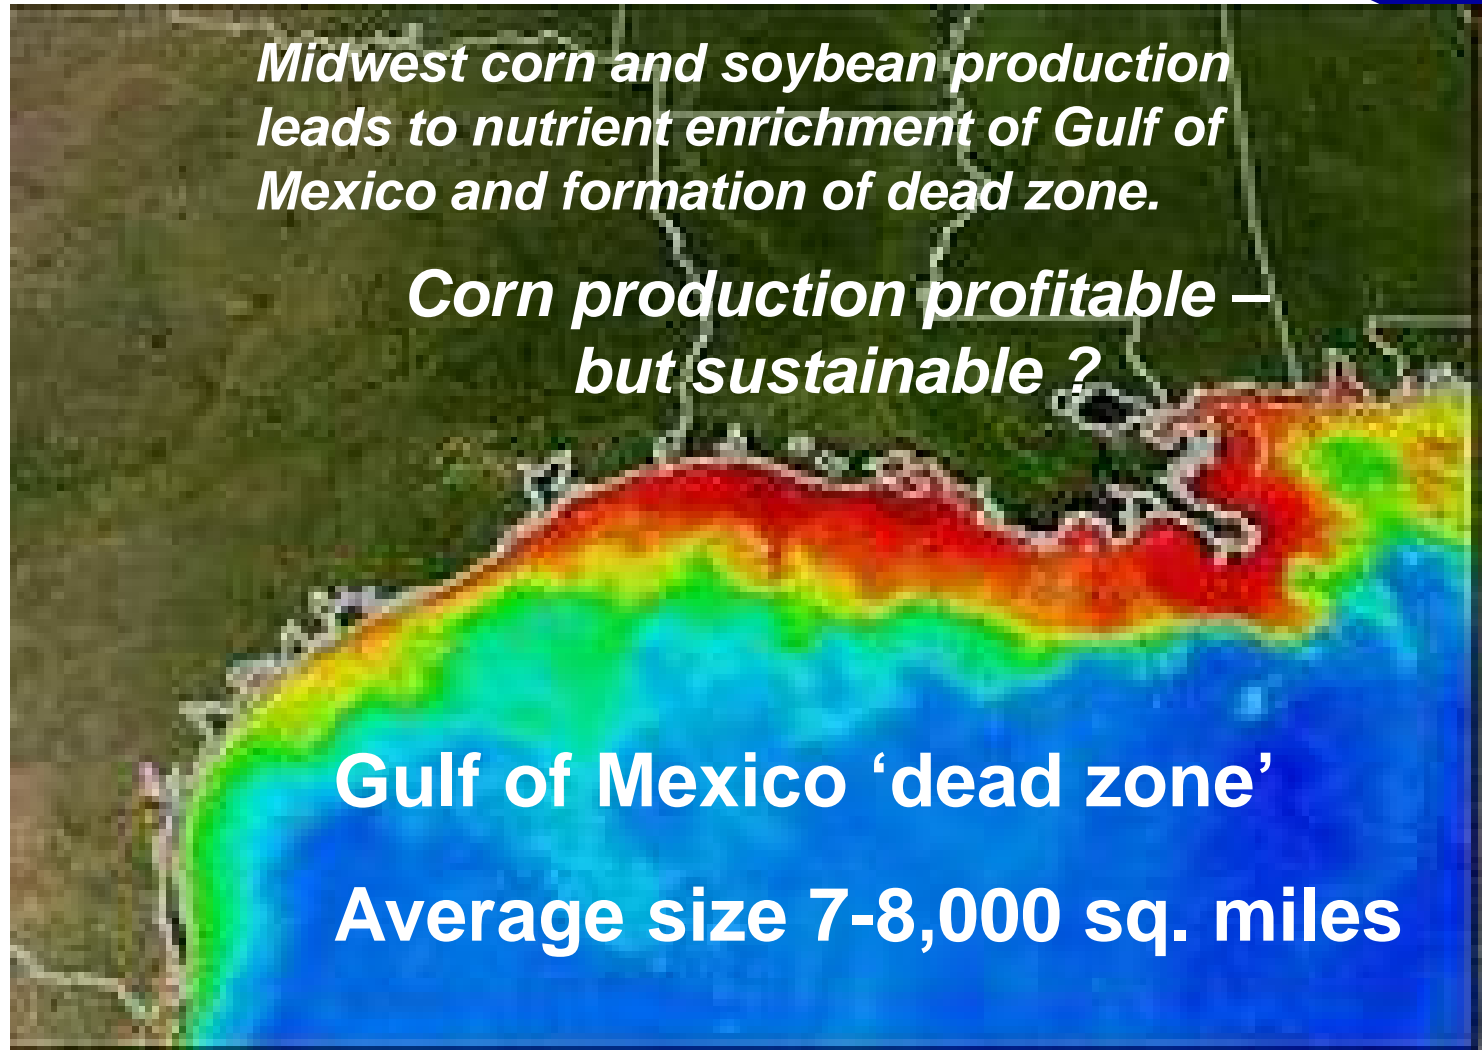 Midwest corn and soybean production
leads to nutrient enrichment of Gulf of
Mexico and formation of dead zone.
Corn production profitable –
but sustainable ?
Gulf of Mexico ‘dead zone’
Average size 7-8,000 sq. miles